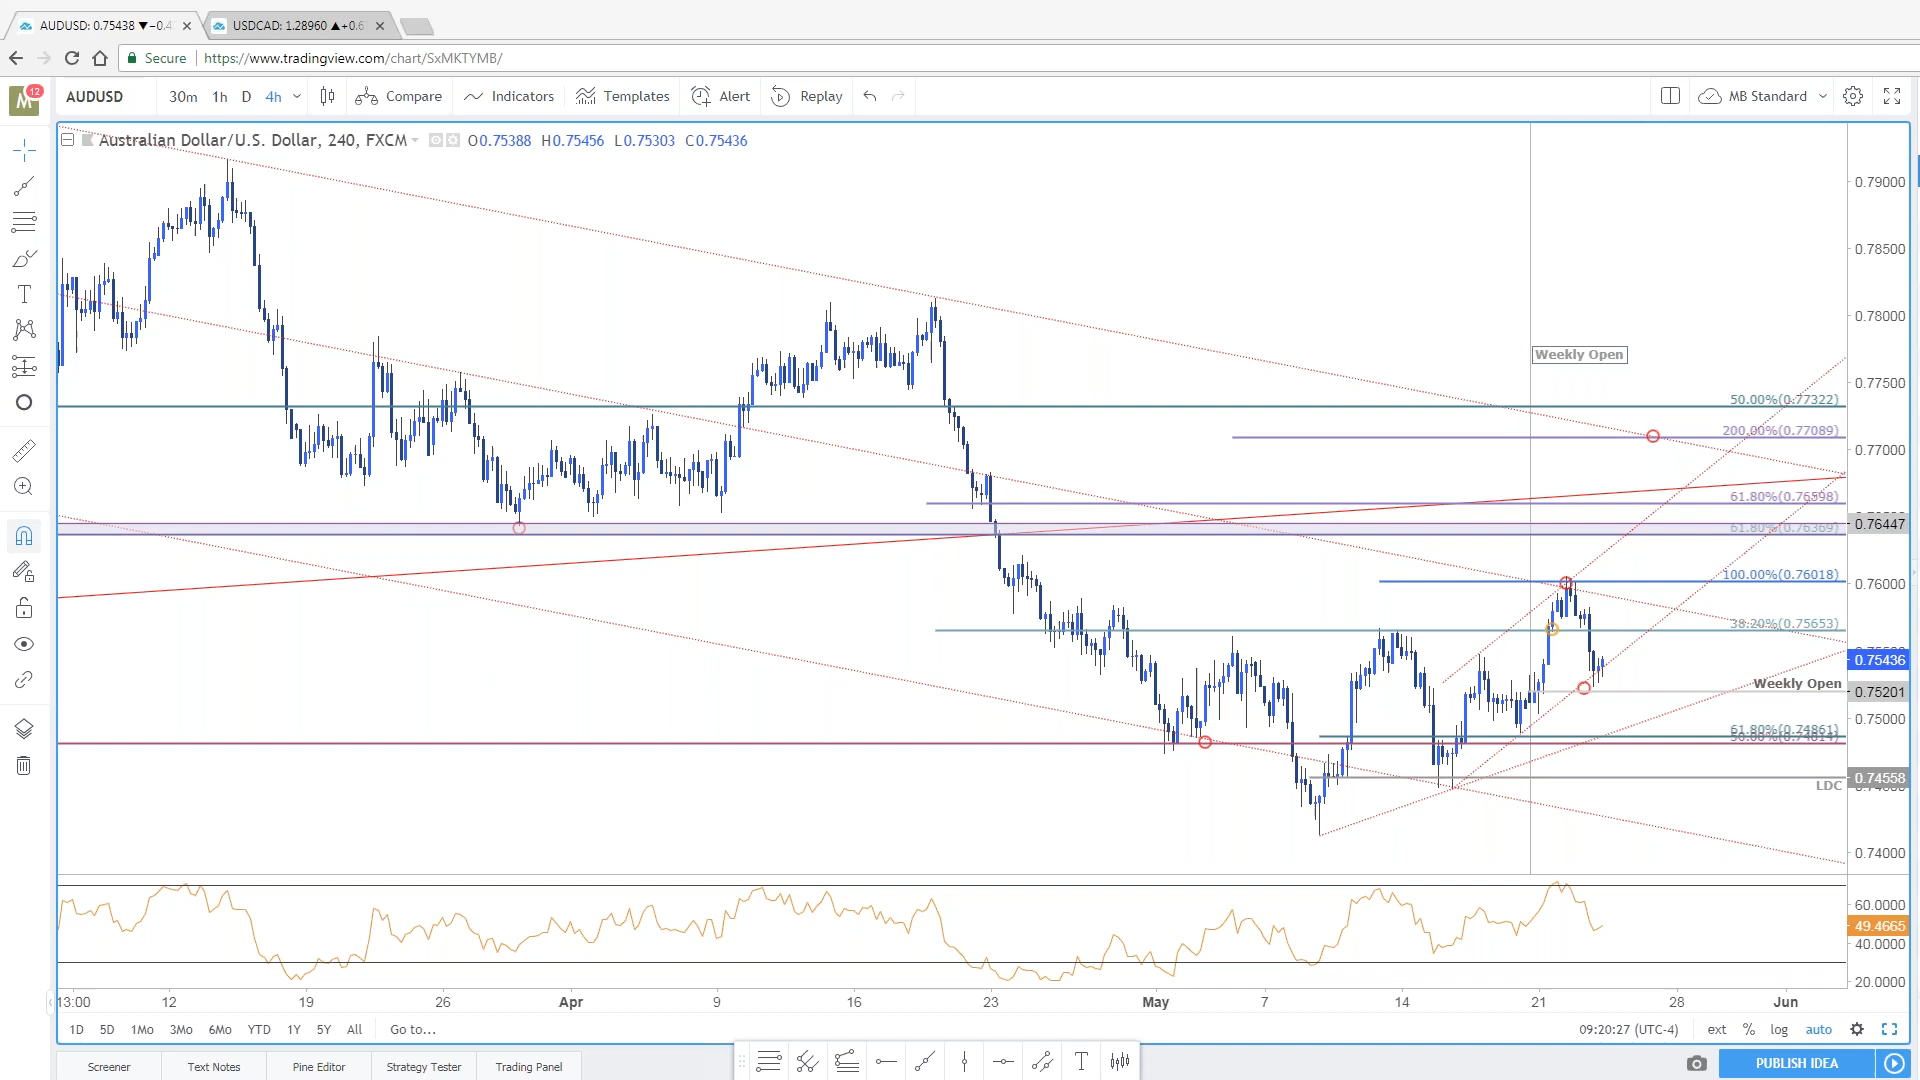 AUDUSD: 0.75438 ▼−0.4
USDCAD: 1.28960 ▲+0.6
Secure | https://www.tradingview.com/chart/SxMKTYMB/
M 12 AUDUSD 30m 1h D 4h Compare Indicators Templates Alert Replay MB Standard
Australian Dollar/U.S. Dollar, 240, FXCM O0.75388 H0.75456 L0.75303 C0.75436
0.79000
0.78500
0.78000
Weekly Open
0.77500
50.00%(0.77322)
200.00%(0.77089)
0.77000
61.80%(0.76598)
61.80%(0.76369) 0.76447
100.00%(0.76018)
0.76000
38.20%(0.75653)
0.75436
Weekly Open 0.75201
0.75000
61.80%(0.74861)
0.74558
LDC
0.74000
60.0000
49.4665
40.0000
20.0000
13:00 12 19 26 Apr 9 16 23 May 7 14 21 28 Jun
1D 5D 1Mo 3Mo 6Mo YTD 1Y 5Y All Go to... 09:20:27 (UTC-4) ext % log auto
Screener Text Notes Pine Editor Strategy Tester Trading Panel T PUBLISH IDEA